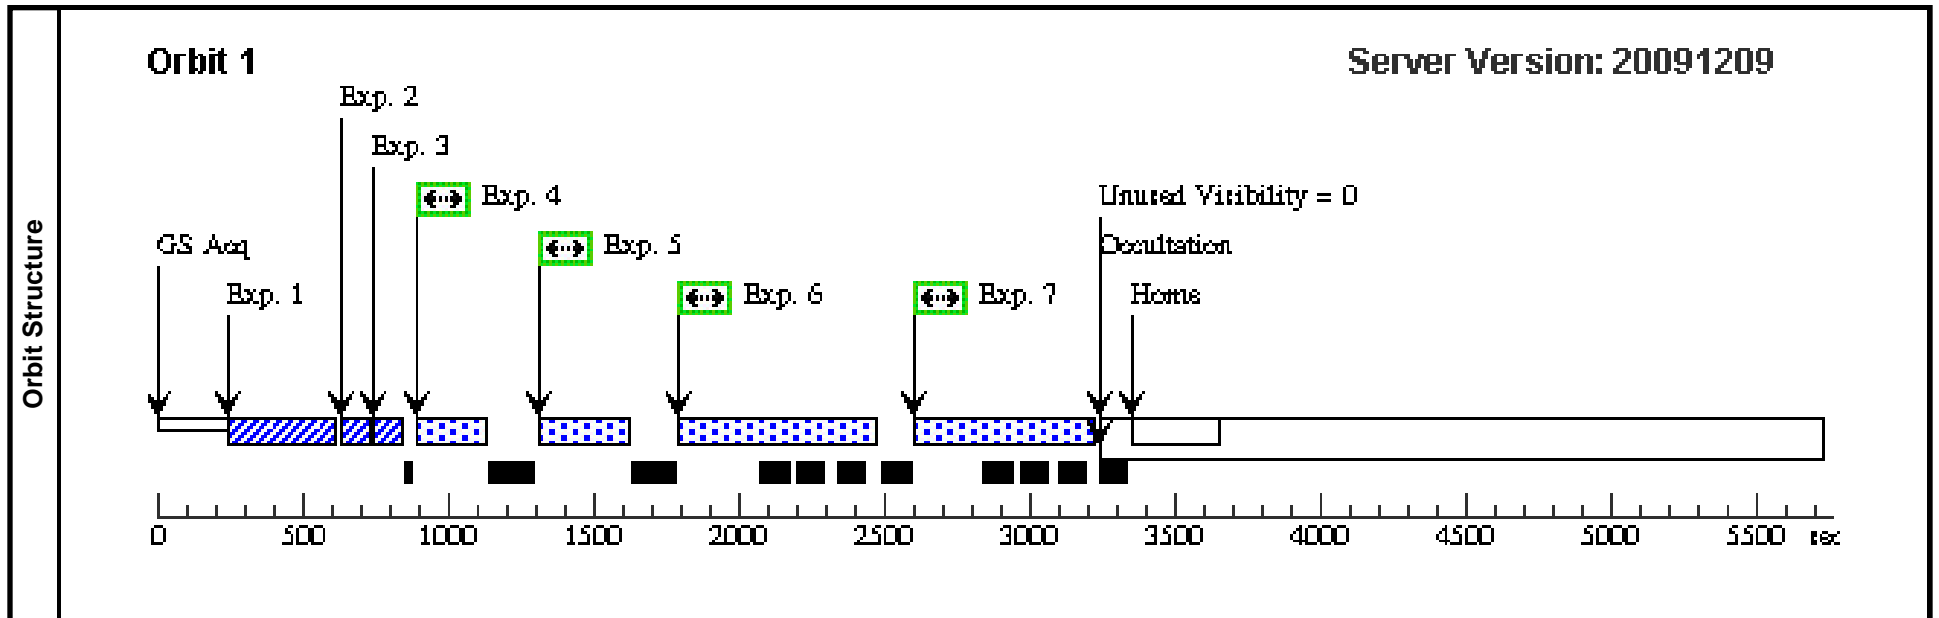 Orbit Structure
Orbit 1
Server Version: 20091209
Exp. 2
Exp. 3
Exp. 4
Unused Visibility = 0
GS Acq
Exp. 5
Occultation
Exp. 1
Exp. 6
Exp. 7
Home
0 500 1000 1500 2000 2500 3000 3500 4000 4500 5000 5500 sec